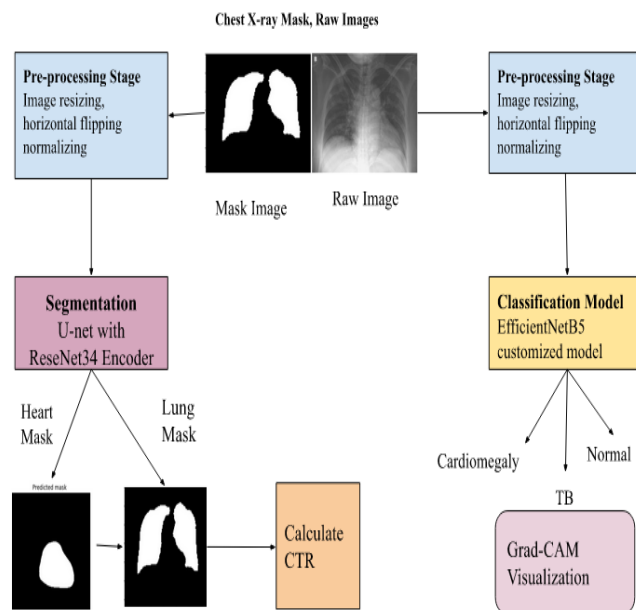 Chest X-ray Mask, Raw Images
Pre-processing Stage
Image resizing,
horizontal flipping
normalizing
Pre-processing Stage
Image resizing,
horizontal flipping
normalizing
Mask Image
Raw Image
Segmentation
U-net with
ReseNet34 Encoder
Classification Model
EfficientNetB5
customized model
Heart
Mask
Lung
Mask
Cardiomegaly
Normal
TB
Predicted mask
Calculate
CTR
Grad-CAM
Visualization